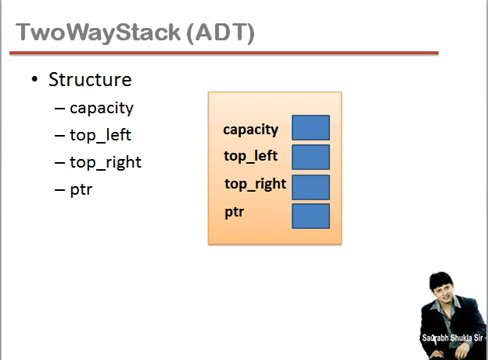 TwoWayStack (ADT)
• Structure
– capacity
– top_left
– top_right
– ptr
capacity
top_left
top_right
ptr
Saurabh Shukla Sir